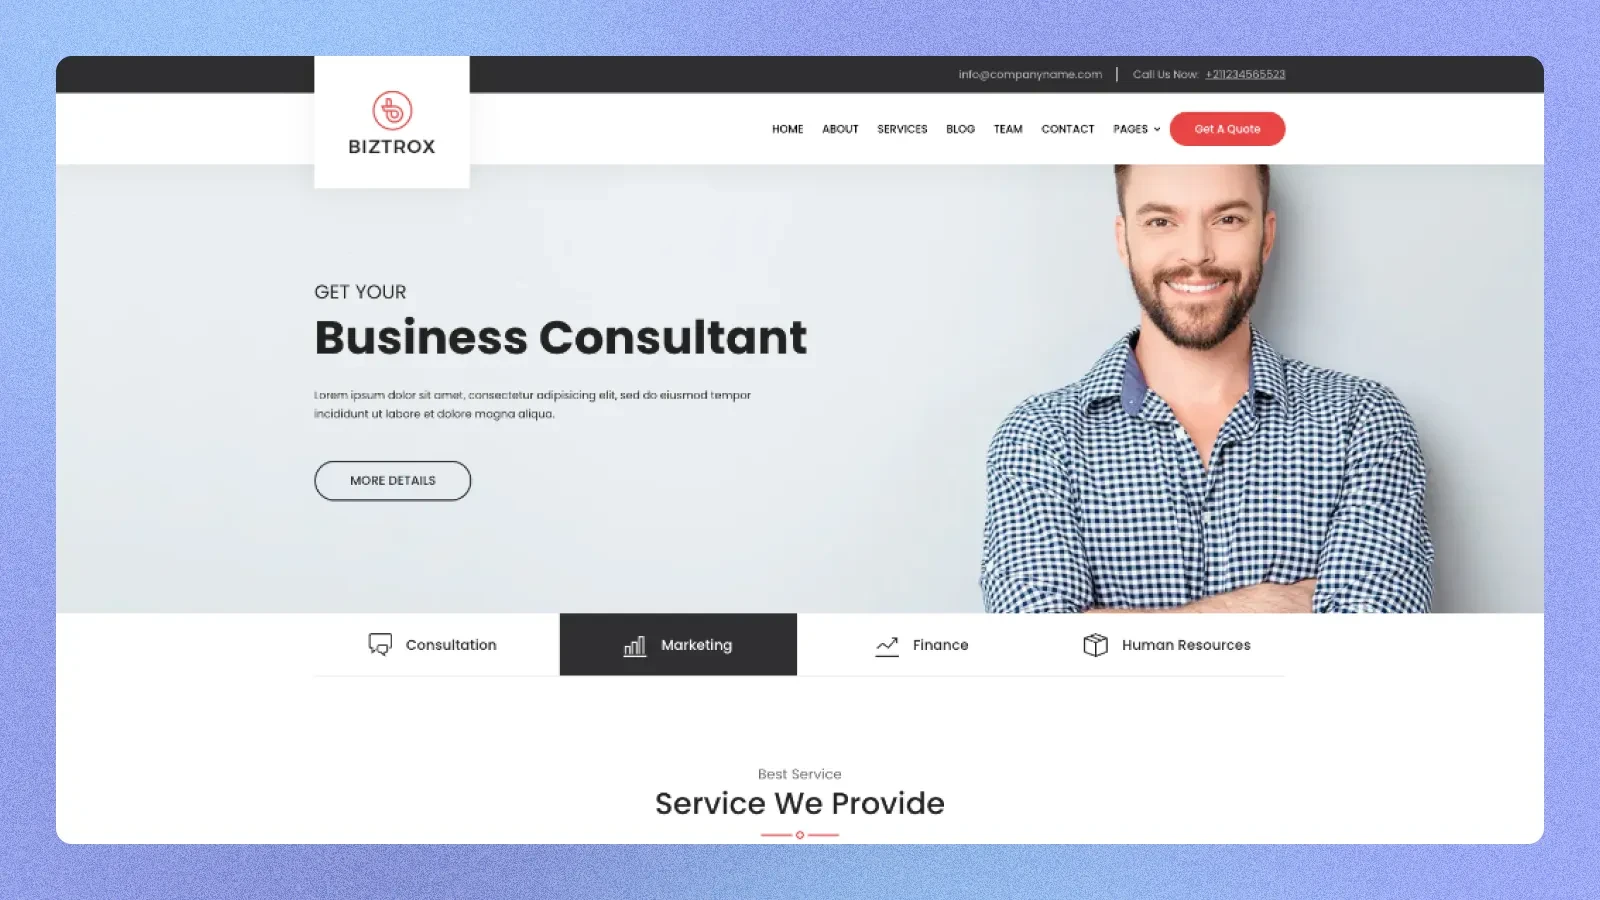 info@companyname.com | Call Us Now: +211234565523
BIZTROX
HOME ABOUT SERVICES BLOG TEAM CONTACT PAGES Get A Quote
GET YOUR
Business Consultant
Lorem ipsum dolor sit amet, consectetur adipisicing elit, sed do eiusmod tempor
incididunt ut labore et dolore magna aliqua.
MORE DETAILS
Consultation Marketing Finance Human Resources
Best Service
Service We Provide